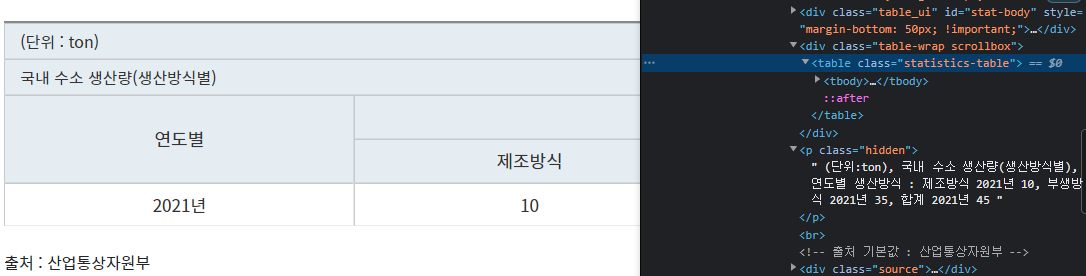 (단위 : ton)
국내 수소 생산량(생산방식별)
연도별
제조방식
2021년
10
출처 : 산업통상자원부
<div class="table_ui" id="stat-body" style=
"margin-bottom: 50px; !important;">…</div>
<div class="table-wrap scrollbox">
<table class="statistics-table"> == $0
<tbody>…</tbody>
::after
</table>
</div>
<p class="hidden">
" (단위:ton), 국내 수소 생산량(생산방식별),
연도별 생산방식 : 제조방식 2021년 10, 부생방
식 2021년 35, 합계 2021년 45 "
</p>
<br>
<!-- 출처 기본값 : 산업통상자원부 -->
<div class="source">…</div>